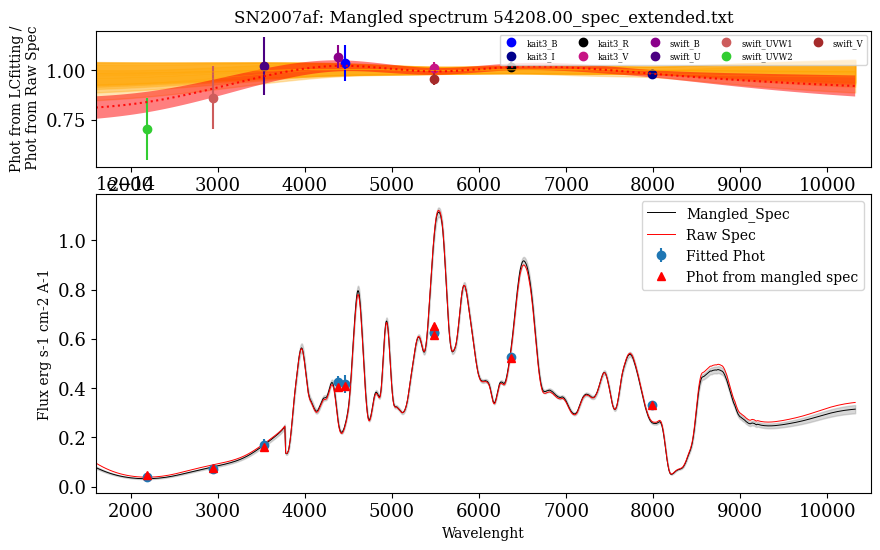 SN2007af: Mangled spectrum 54208.00_spec_extended.txt
Phot from LCfitting /
Phot from Raw Spec
1.00
0.75
kait3_B kait3_R swift_B swift_UVW1 swift_V
kait3_I kait3_V swift_U swift_UVW2
2000 3000 4000 5000 6000 7000 8000 9000 10000
1e−14
Flux erg s-1 cm-2 A-1
1.0
0.8
0.6
0.4
0.2
0.0
Mangled_Spec
Raw Spec
Fitted Phot
Phot from mangled spec
2000 3000 4000 5000 6000 7000 8000 9000 10000
Wavelenght